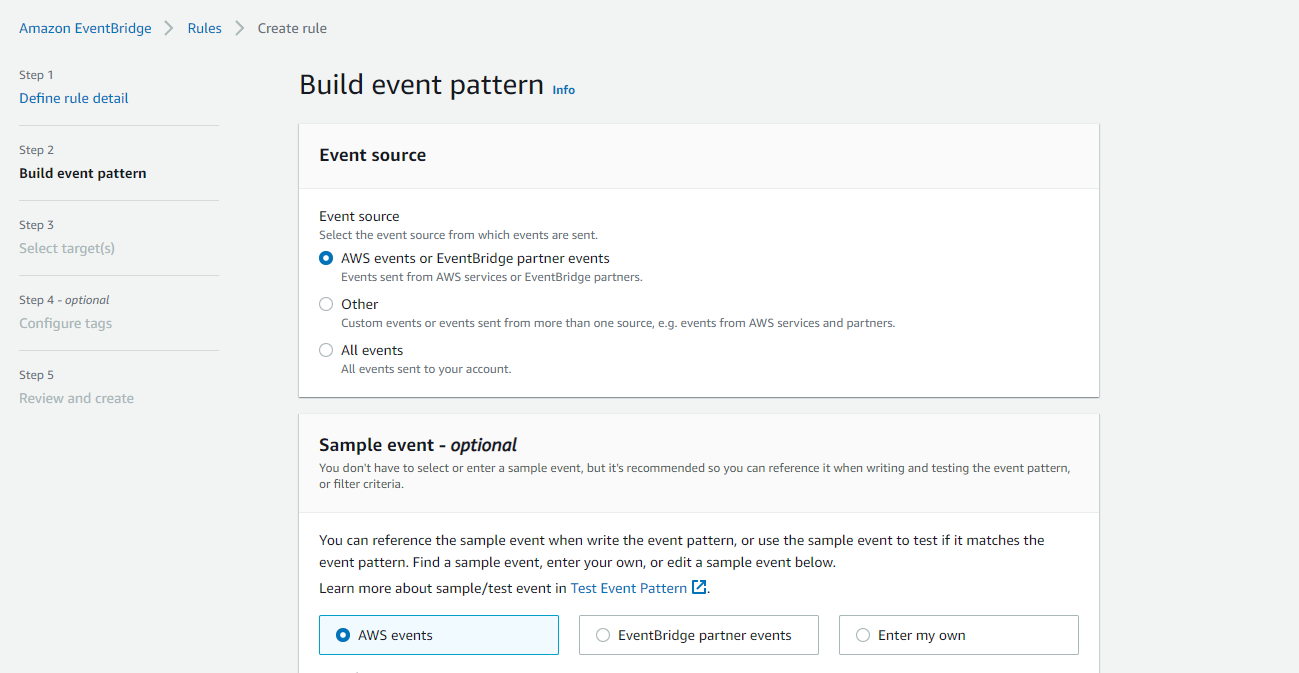 Amazon EventBridge > Rules > Create rule
Step 1
Define rule detail
Step 2
Build event pattern
Step 3
Select target(s)
Step 4 - optional
Configure tags
Step 5
Review and create
Build event pattern Info
Event source
Event source
Select the event source from which events are sent.
AWS events or EventBridge partner events
Events sent from AWS services or EventBridge partners.
Other
Custom events or events sent from more than one source, e.g. events from AWS services and partners.
All events
All events sent to your account.
Sample event - optional
You don't have to select or enter a sample event, but it's recommended so you can reference it when writing and testing the event pattern,
or filter criteria.
You can reference the sample event when write the event pattern, or use the sample event to test if it matches the
event pattern. Find a sample event, enter your own, or edit a sample event below.
Learn more about sample/test event in Test Event Pattern.
AWS events
EventBridge partner events
Enter my own